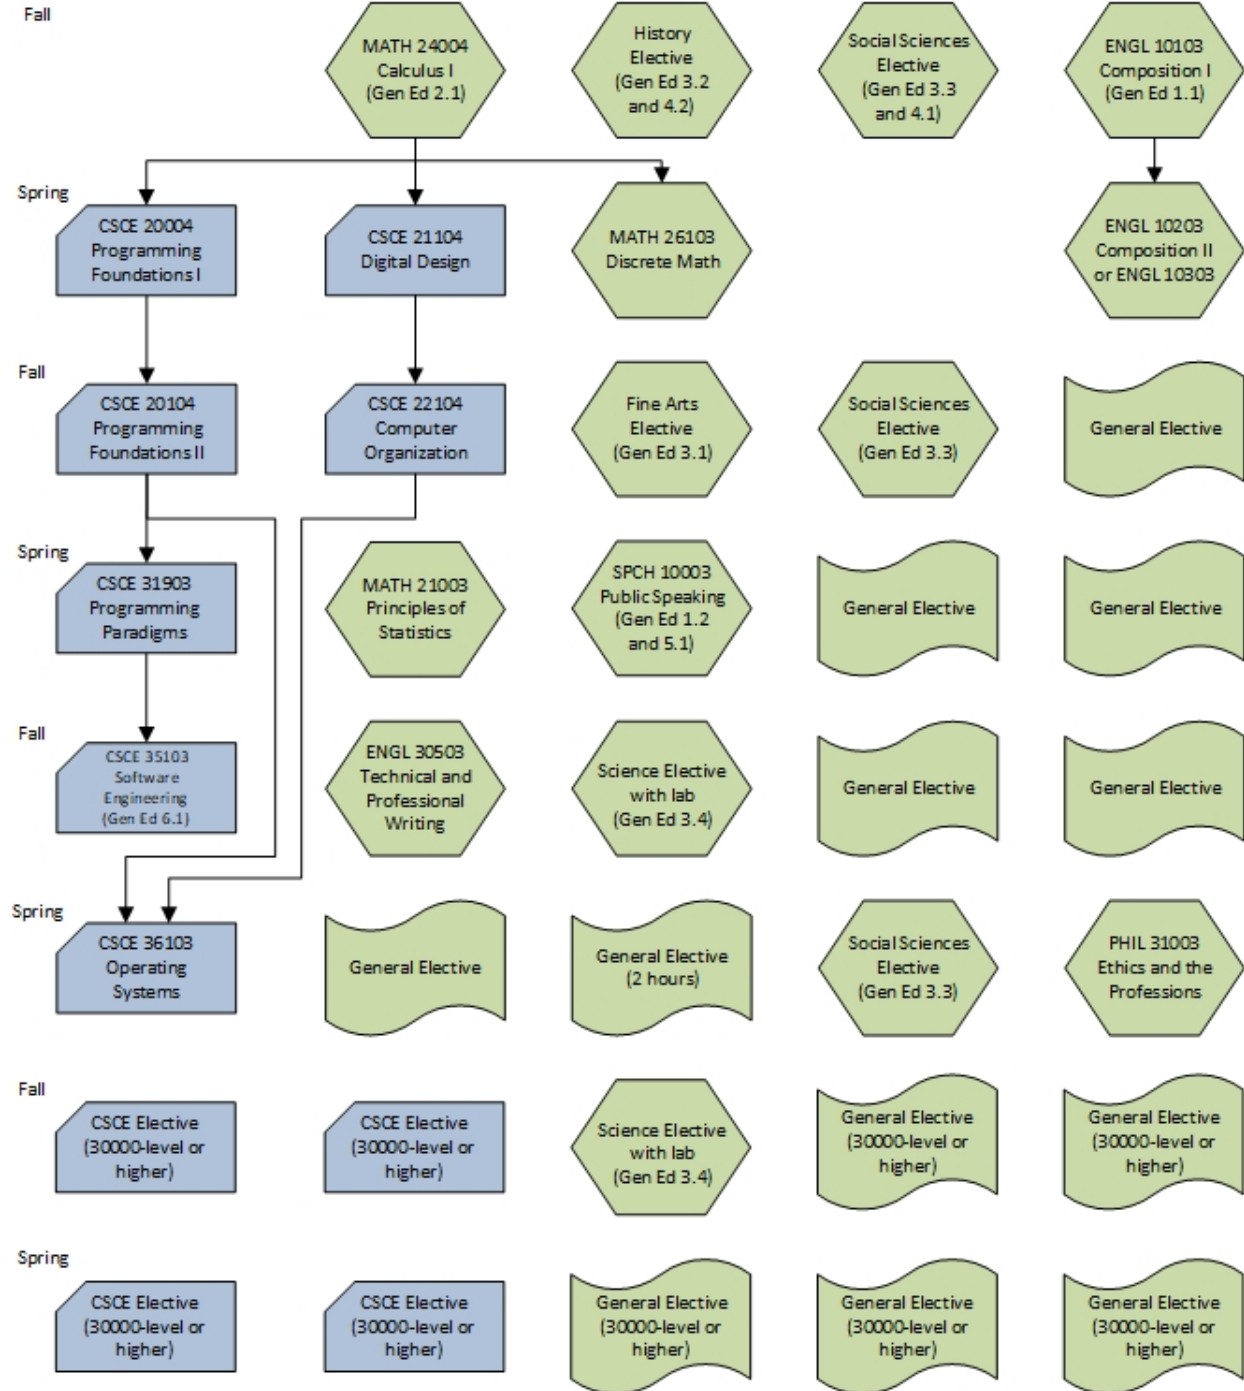 Fall
MATH 24004
Calculus I
(Gen Ed 2.1)
History
Elective
(Gen Ed 3.2
and 4.2)
Social Sciences
Elective
(Gen Ed 3.3
and 4.1)
ENGL 10103
Composition I
(Gen Ed 1.1)
Spring
CSCE 20004
Programming
Foundations I
CSCE 21104
Digital Design
MATH 26103
Discrete Math
ENGL 10203
Composition II
or ENGL 10303
Fall
CSCE 20104
Programming
Foundations II
CSCE 22104
Computer
Organization
Fine Arts
Elective
(Gen Ed 3.1)
Social Sciences
Elective
(Gen Ed 3.3)
General Elective
Spring
CSCE 31903
Programming
Paradigms
MATH 21003
Principles of
Statistics
SPCH 10003
Public Speaking
(Gen Ed 1.2
and 5.1)
General Elective
General Elective
Fall
CSCE 35103
Software
Engineering
(Gen Ed 6.1)
ENGL 30503
Technical and
Professional
Writing
Science Elective
with lab
(Gen Ed 3.4)
General Elective
General Elective
Spring
CSCE 36103
Operating
Systems
General Elective
General Elective
(2 hours)
Social Sciences
Elective
(Gen Ed 3.3)
PHIL 31003
Ethics and the
Professions
Fall
CSCE Elective
(30000-level or
higher)
CSCE Elective
(30000-level or
higher)
Science Elective
with lab
(Gen Ed 3.4)
General Elective
(30000-level or
higher)
General Elective
(30000-level or
higher)
Spring
CSCE Elective
(30000-level or
higher)
CSCE Elective
(30000-level or
higher)
General Elective
(30000-level or
higher)
General Elective
(30000-level or
higher)
General Elective
(30000-level or
higher)